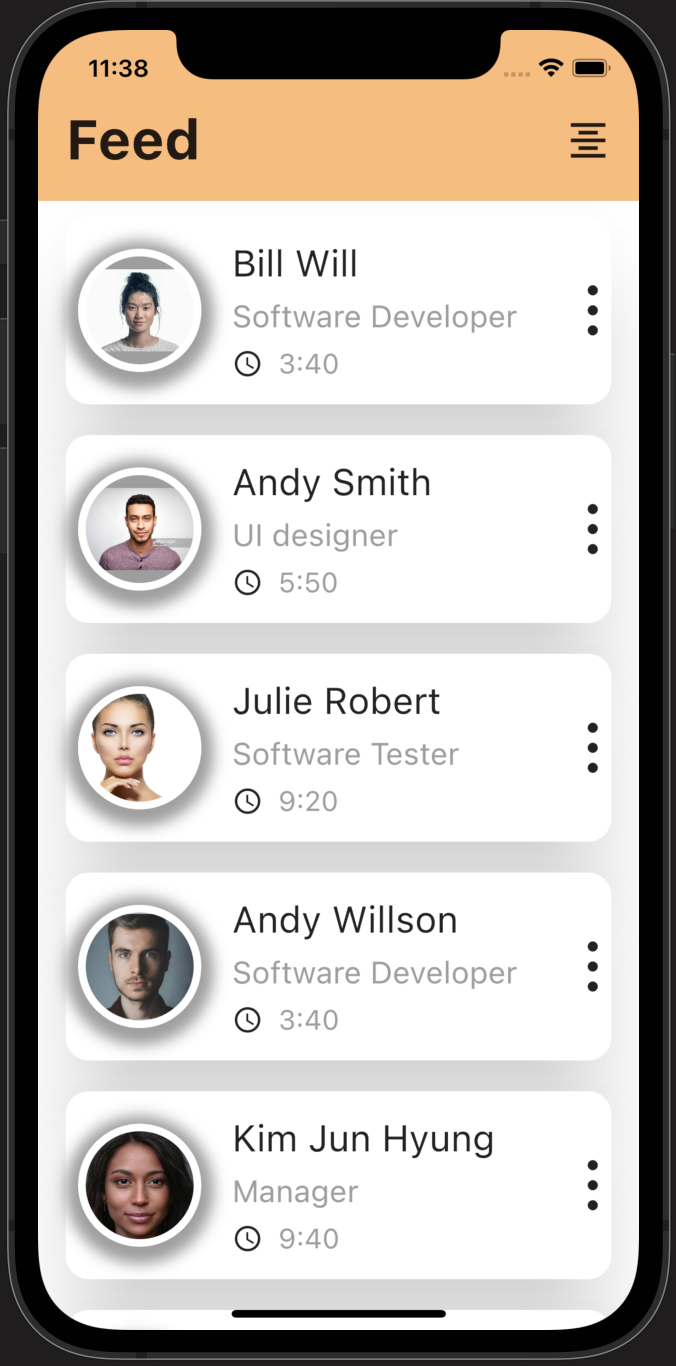 11:38
Feed
Bill Will
Software Developer
3:40
Andy Smith
UI designer
5:50
Julie Robert
Software Tester
9:20
Andy Willson
Software Developer
3:40
Kim Jun Hyung
Manager
9:40